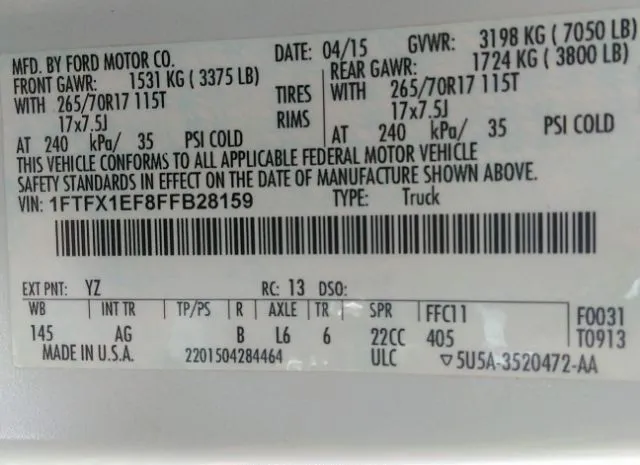 MFD. BY FORD MOTOR CO. DATE: 04/15 GVWR: 3198 KG ( 7050 LB)
FRONT GAWR: 1531 KG ( 3375 LB) REAR GAWR: 1724 KG ( 3800 LB)
WITH 265/70R17 115T TIRES WITH 265/70R17 115T
17x7.5J RIMS 17x7.5J
AT 240 kPa/ 35 PSI COLD AT 240 kPa/ 35 PSI COLD
THIS VEHICLE CONFORMS TO ALL APPLICABLE FEDERAL MOTOR VEHICLE
SAFETY STANDARDS IN EFFECT ON THE DATE OF MANUFACTURE SHOWN ABOVE.
VIN: 1FTFX1EF8FFB28159 TYPE: Truck
EXT PNT: YZ RC: 13 DSO:
WB INT TR TP/PS R AXLE TR SPR FFC11 F0031
145 AG B L6 6 22CC 405 T0913
MADE IN U.S.A. 2201504284464 ULC ▽5U5A-3520472-AA